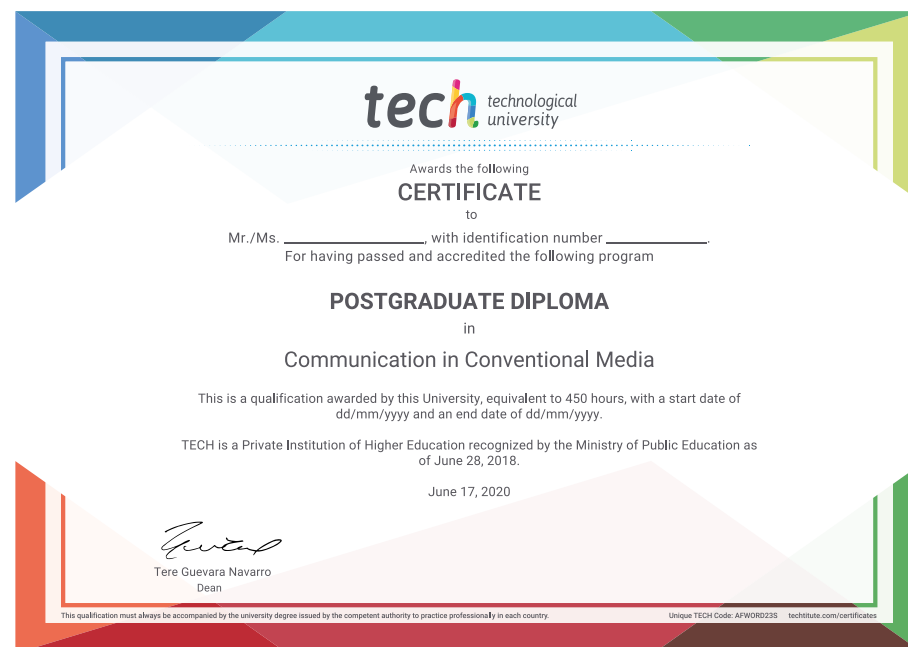 tech technological
university
Awards the following
CERTIFICATE
to
Mr./Ms. ____________________, with identification number ______________.
For having passed and accredited the following program
POSTGRADUATE DIPLOMA
in
Communication in Conventional Media
This is a qualification awarded by this University, equivalent to 450 hours, with a start date of
dd/mm/yyyy and an end date of dd/mm/yyyy.
TECH is a Private Institution of Higher Education recognized by the Ministry of Public Education as
of June 28, 2018.
June 17, 2020
Tere Guevara Navarro
Dean
This qualification must always be accompanied by the university degree issued by the competent authority to practice professionally in each country. Unique TECH Code: AFWORD23S techtitute.com/certificates